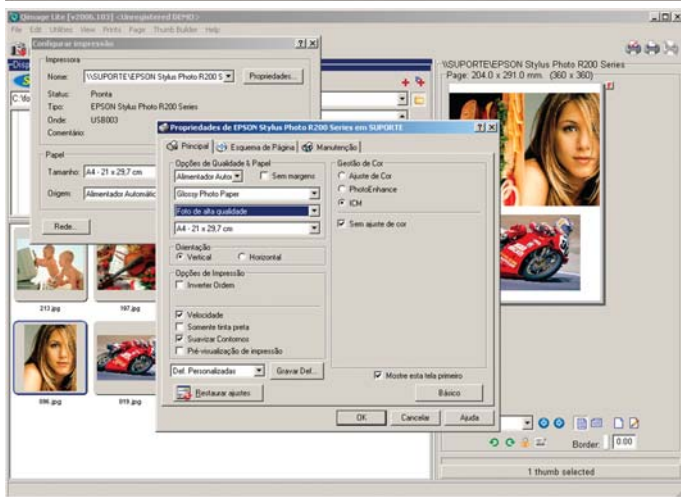 Qimage Lite [v2006.103] <Unregistered DEMO>
File Edit Utilities View Prints Page Thumb Builder Help
Configurar impressão
Impressora
Nome: \\SUPORTE\EPSON Stylus Photo R200 S
Propriedades...
Status: Pronta
Tipo: EPSON Stylus Photo R200 Series
Onde: USB003
Comentário:
Papel
Tamanho: A4 - 21 x 29,7 cm
Origem: Alimentador Automátic
Rede...
\\SUPORTE\EPSON Stylus Photo R200 Series
Page: 204.0 x 291.0 mm. (360 x 360)
Propriedades de EPSON Stylus Photo R200 Series em SUPORTE
Principal Esquema de Página Manutenção
Opções de Qualidade & Papel
Alimentador Autor
Sem margens
Glossy Photo Paper
Foto de alta qualidade
A4 - 21 x 29,7 cm
Orientação
Vertical Horizontal
Opções de Impressão
Inverter Ordem
Velocidade
Somente tinta preta
Suavizar Contornos
Pré-visualização de impressão
Def. Personalizadas
Gravar Def...
Restaurar ajustes
Gestão de Cor
Ajuste de Cor
PhotoEnhance
ICM
Sem ajuste de cor
Mostre esta tela primeiro
Básico
OK Cancelar Ajuda
213.jpg
107.jpg
096.jpg
019.jpg
Border: 0.00
1 thumb selected